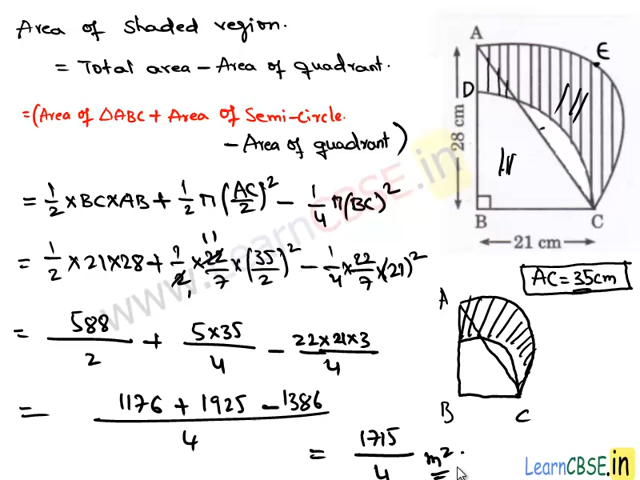 Area of shaded region.
= Total area - Area of quadrant.
=(Area of △ABC + Area of Semi-circle
- Area of quadrant)
= 1/2 × BC × AB + 1/2 π (AC/2)² - 1/4 π (BC)²
= 1/2 × 21 × 28 + 1/2 × 22/7 × (35/2)² - 1/4 × 22/7 × (21)²
11
1
= 588/2 + 5×35/4 - 22×21×3/4
= 1176 + 1925 - 1386/4
= 1715/4 m².
A
E
D
28 cm
B
C
21 cm
AC = 35cm
A
B
C
www.LearnCBSE.in
LearnCBSE.in